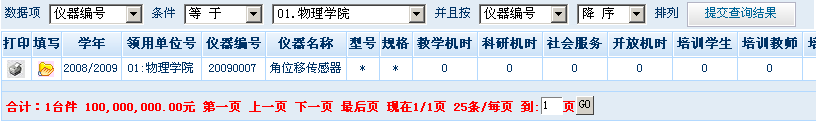 数据项 仪器编号 条件 等 于 01.物理学院 并且按 仪器编号 降 序 排列 提交查询结果
打印 填写 学年 领用单位号 仪器编号 仪器名称 型号 规格 教学机时 科研机时 社会服务 开放机时 培训学生 培训教师
2008/2009 01:物理学院 20090007 角位移传感器 * * 0 0 0 0 0 0
合计：1台件 100,000,000.00元 第一页 上一页 下一页 最后页 现在1/1页 25条/每页 到:1页GO